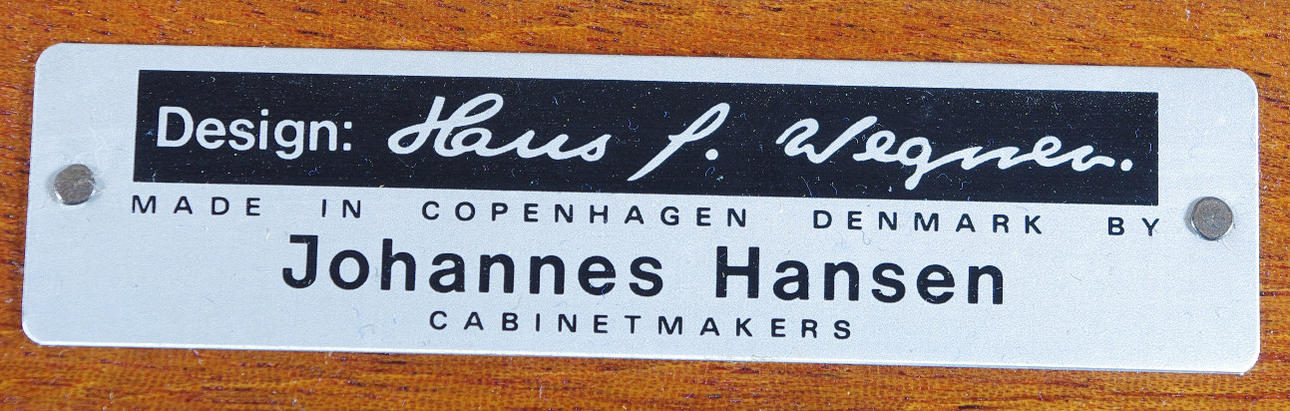 Design: Hans J. Wegner.
MADE IN COPENHAGEN DENMARK BY
Johannes Hansen
CABINETMAKERS